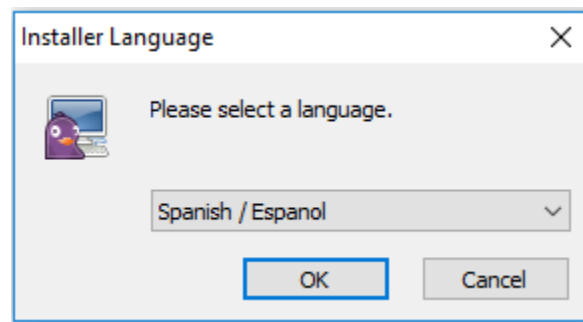 Installer Language
Please select a language.
Spanish / Espanol
OK
Cancel